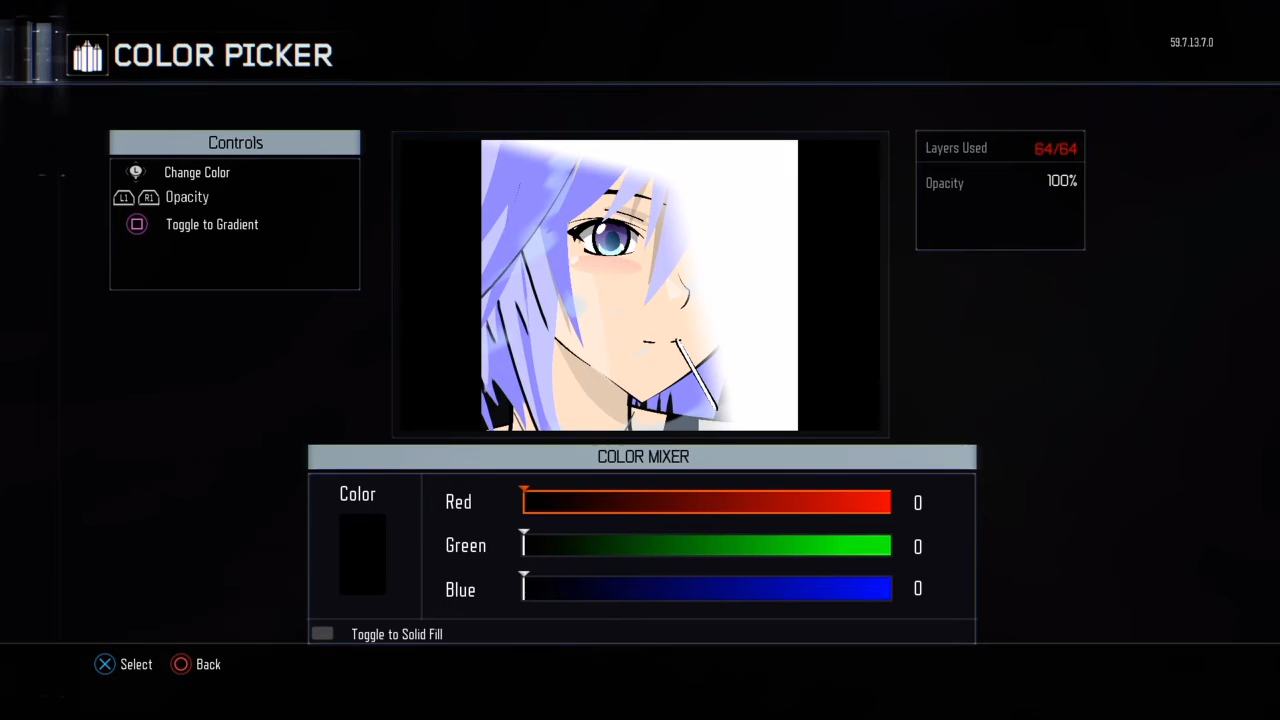 COLOR PICKER
59.7.13.7.0
Controls
L Change Color
L1 R1 Opacity
Toggle to Gradient
Layers Used 64/64
Opacity 100%
COLOR MIXER
Color
Red 0
Green 0
Blue 0
Toggle to Solid Fill
Select Back